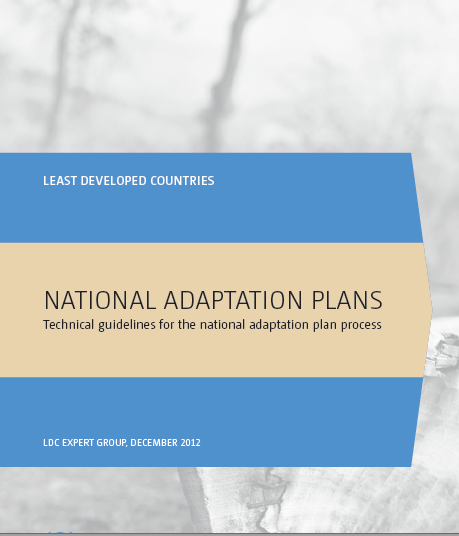 LEAST DEVELOPED COUNTRIES
NATIONAL ADAPTATION PLANS
Technical guidelines for the national adaptation plan process
LDC EXPERT GROUP, DECEMBER 2012